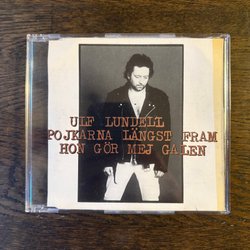 ULF LUNDELL
POJKARNA LÄNGST FRAM
HON GÖR MEJ GALEN